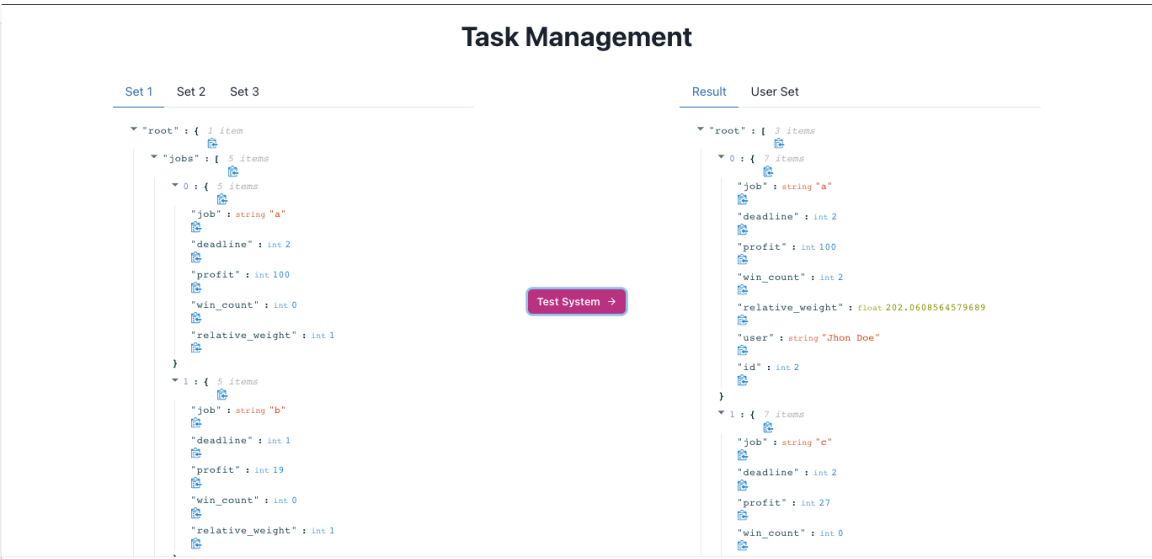 Task Management
Set 1 Set 2 Set 3
"root" : { 1 item
"jobs" : [ 5 items
0 : { 5 items
"job" : string "a"
"deadline" : int 2
"profit" : int 100
"win_count" : int 0
"relative_weight" : int 1
}
1 : { 5 items
"job" : string "b"
"deadline" : int 1
"profit" : int 19
"win_count" : int 0
"relative_weight" : int 1
Test System →
Result User Set
"root" : [ 3 items
0 : { 7 items
"job" : string "a"
"deadline" : int 2
"profit" : int 100
"win_count" : int 2
"relative_weight" : float 202.0608564579689
"user" : string "Jhon Doe"
"id" : int 2
}
1 : { 7 items
"job" : string "c"
"deadline" : int 2
"profit" : int 27
"win_count" : int 0